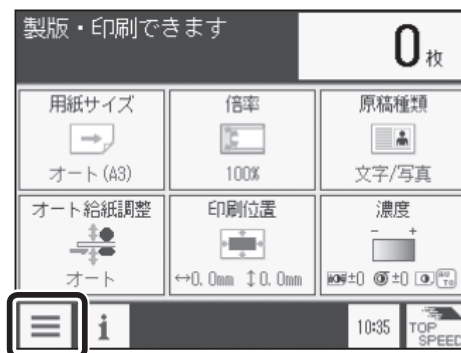 製版・印刷できます
0枚
用紙サイズ
オート(A3)
倍率
100%
原稿種類
文字/写真
オート給紙調整
オート
印刷位置
↔0.0mm ↕0.0mm
濃度
- +
±0 ±0 AUTO
i
10:35
TOP SPEED